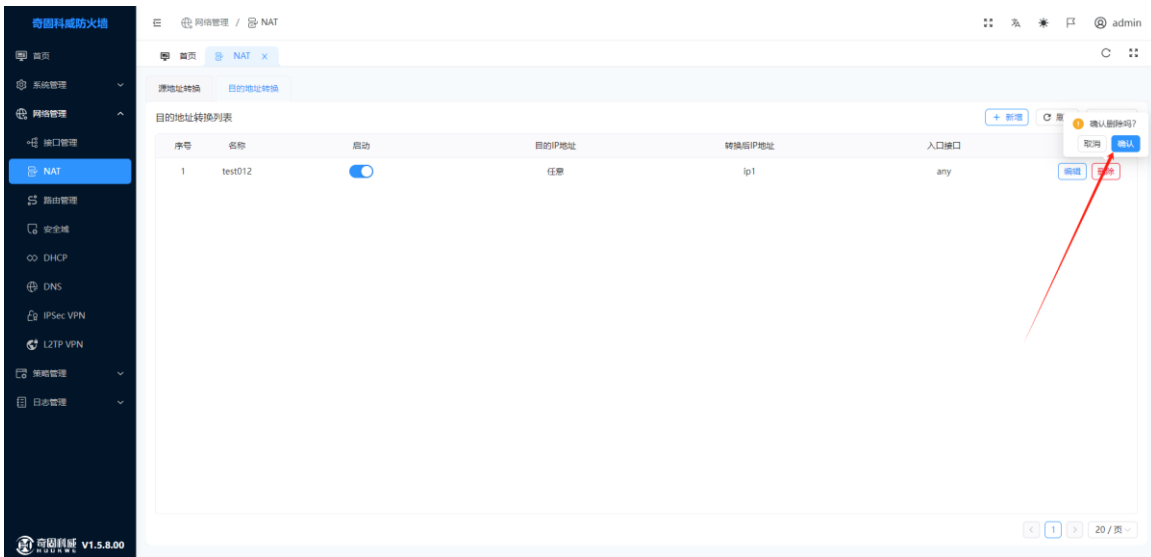 奇固科威防火墙
网络管理 / NAT
admin
首页
首页
NAT
系统管理
源地址转换
目的地址转换
网络管理
目的地址转换列表
+ 新增
确认删除吗?
取消
确认
接口管理
序号
名称
启动
目的IP地址
转换后IP地址
入口接口
NAT
1
test012
任意
ip1
any
编辑
删除
路由管理
安全域
DHCP
DNS
IPSec VPN
L2TP VPN
策略管理
日志管理
1
20 / 页
奇固科威
V1.5.8.00